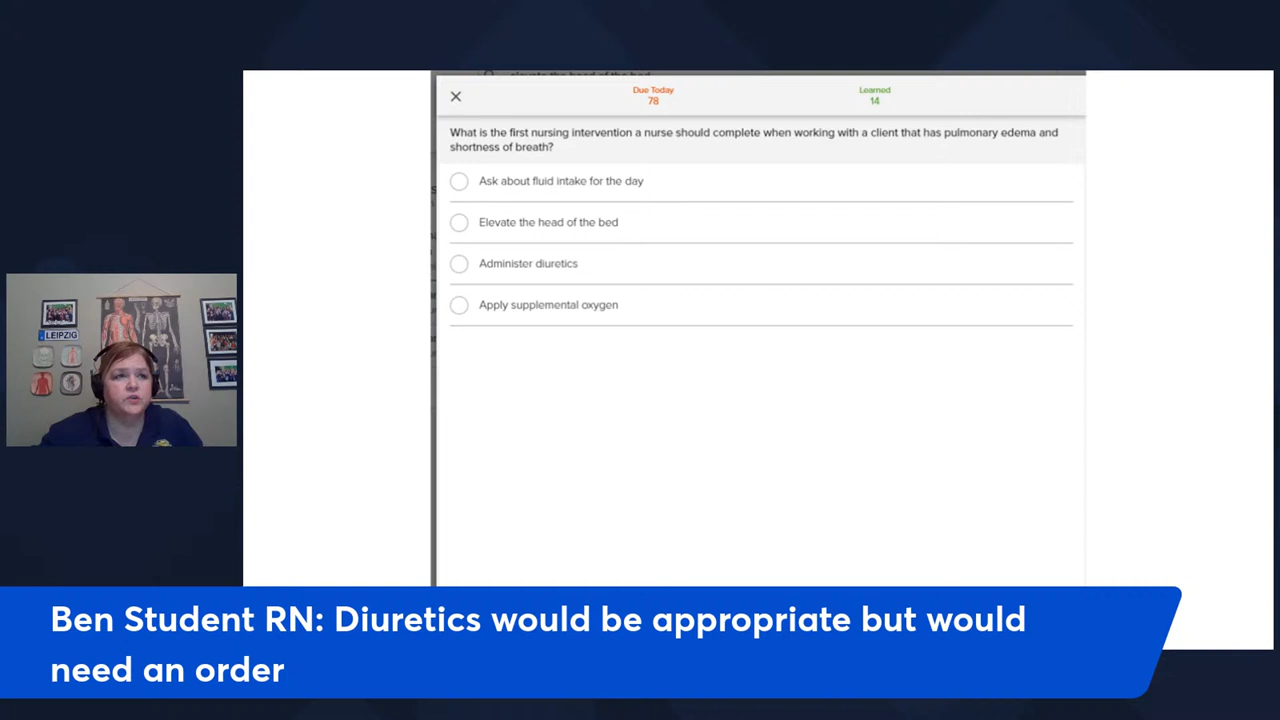 Due Today
78
Learned
14
What is the first nursing intervention a nurse should complete when working with a client that has pulmonary edema and
shortness of breath?
Ask about fluid intake for the day
Elevate the head of the bed
Administer diuretics
Apply supplemental oxygen
LEIPZIG
Ben Student RN: Diuretics would be appropriate but would
need an order